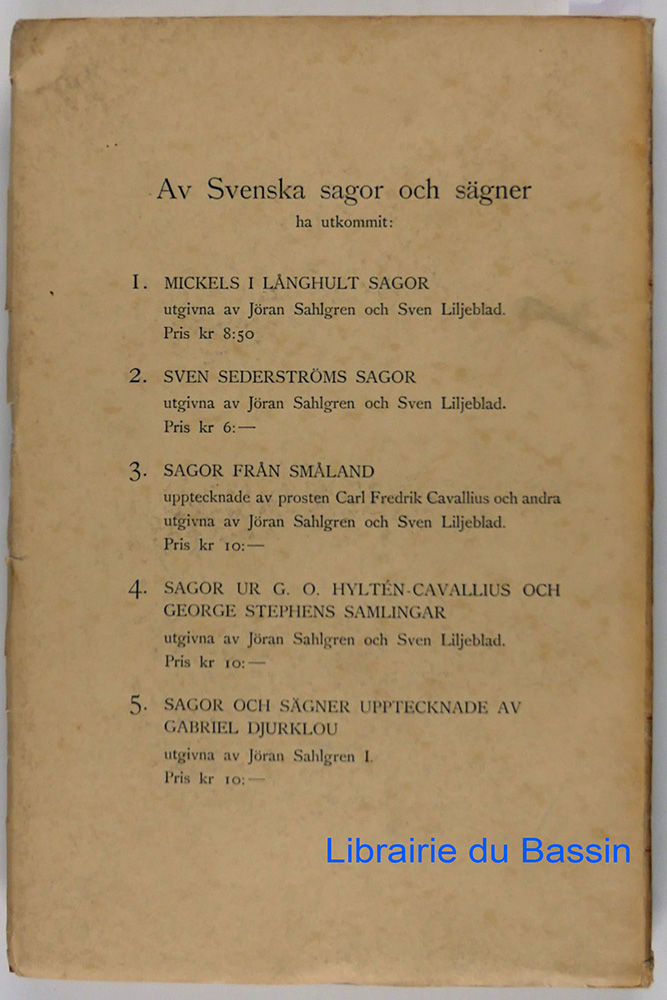 Av Svenska sagor och sägner
ha utkommit:
1. MICKELS I LÅNGHULT SAGOR
utgivna av Jöran Sahlgren och Sven Liljeblad.
Pris kr 8:50
2. SVEN SEDERSTRÖMS SAGOR
utgivna av Jöran Sahlgren och Sven Liljeblad.
Pris kr 6:—
3. SAGOR FRÅN SMÅLAND
upptecknade av prosten Carl Fredrik Cavallius och andra
utgivna av Jöran Sahlgren och Sven Liljeblad.
Pris kr 10:—
4. SAGOR UR G. O. HYLTÉN-CAVALLIUS OCH
GEORGE STEPHENS SAMLINGAR
utgivna av Jöran Sahlgren och Sven Liljeblad.
Pris kr 10:—
5. SAGOR OCH SÄGNER UPPTECKNADE AV
GABRIEL DJURKLOU
utgivna av Jöran Sahlgren I.
Pris kr 10:—
Librairie du Bassin